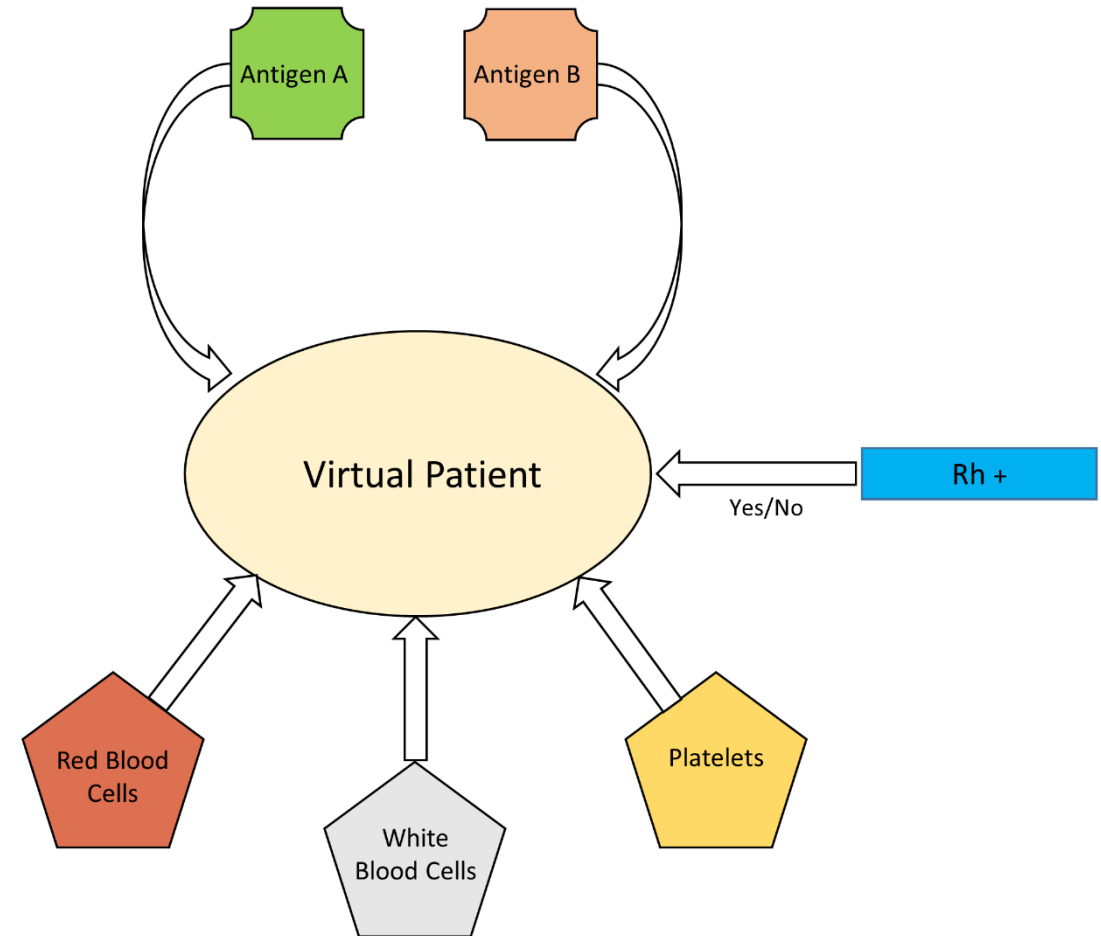 Antigen A
Antigen B
Virtual Patient
Rh +
Yes/No
Red Blood
Cells
White
Blood Cells
Platelets